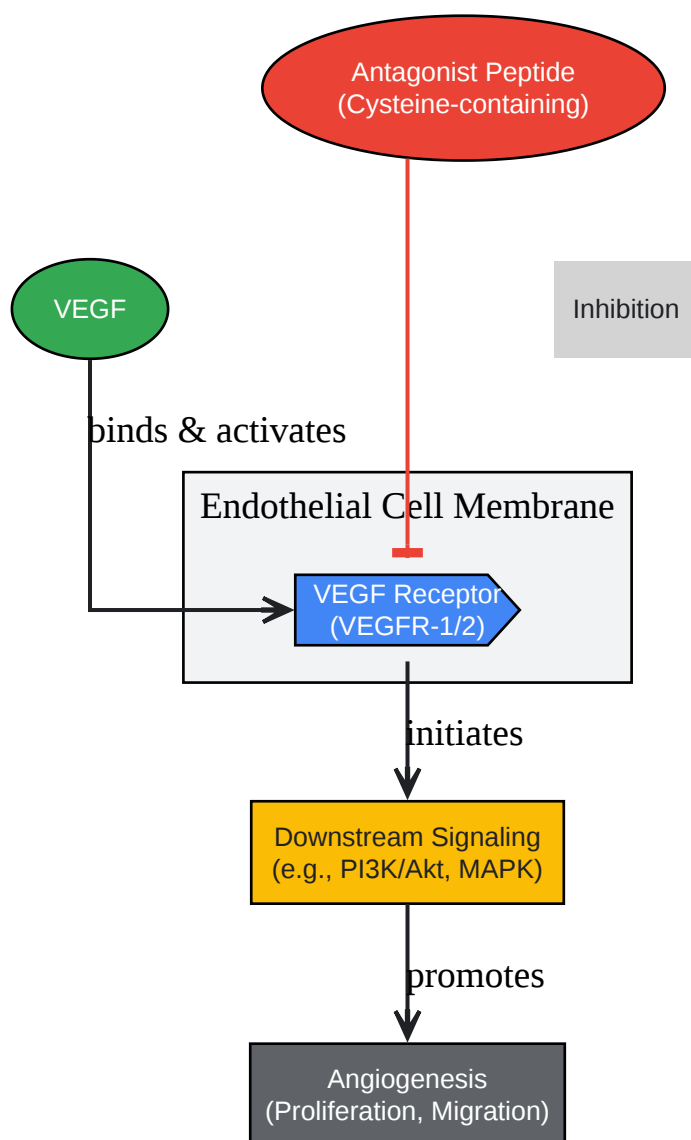 Antagonist Peptide
(Cysteine-containing)
VEGF
Inhibition
binds & activates
Endothelial Cell Membrane
VEGF Receptor
(VEGFR-1/2)
initiates
Downstream Signaling
(e.g., PI3K/Akt, MAPK)
promotes
Angiogenesis
(Proliferation, Migration)